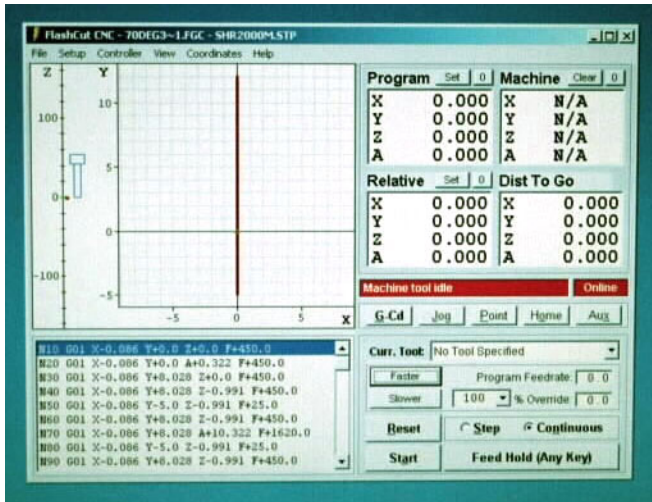 FlashCut CNC - 70DEG3~1.FGC - SHR2000M.STP
File Setup Controller View Coordinates Help
Z Y
100
0
-100
10
5
0
-5
-5 0 5 X
Program Set 0 Machine Clear 0
X 0.000 X N/A
Y 0.000 Y N/A
Z 0.000 Z N/A
A 0.000 A N/A
Relative Set 0 Dist To Go
X 0.000 X 0.000
Y 0.000 Y 0.000
Z 0.000 Z 0.000
A 0.000 A 0.000
Machine tool idle Online
G-Cd Jog Point Home Aux
N10 G01 X-0.086 Y+0.0 Z+0.0 F+450.0
N20 G01 X-0.086 Y+0.0 A+0.322 F+450.0
N30 G01 X-0.086 Y+8.028 Z+0.0 F+450.0
N40 G01 X-0.086 Y+8.028 Z-0.991 F+450.0
N50 G01 X-0.086 Y-5.0 Z-0.991 F+25.0
N60 G01 X-0.086 Y+8.028 Z-0.991 F+450.0
N70 G01 X-0.086 Y+8.028 A+10.322 F+1620.0
N80 G01 X-0.086 Y-5.0 Z-0.991 F+25.0
N90 G01 X-0.086 Y+8.028 Z-0.991 F+450.0
Curr. Tool: No Tool Specified
Faster Program Feedrate: 0.0
Slower 100 % Override 0.0
Reset Step Continuous
Start Feed Hold (Any Key)